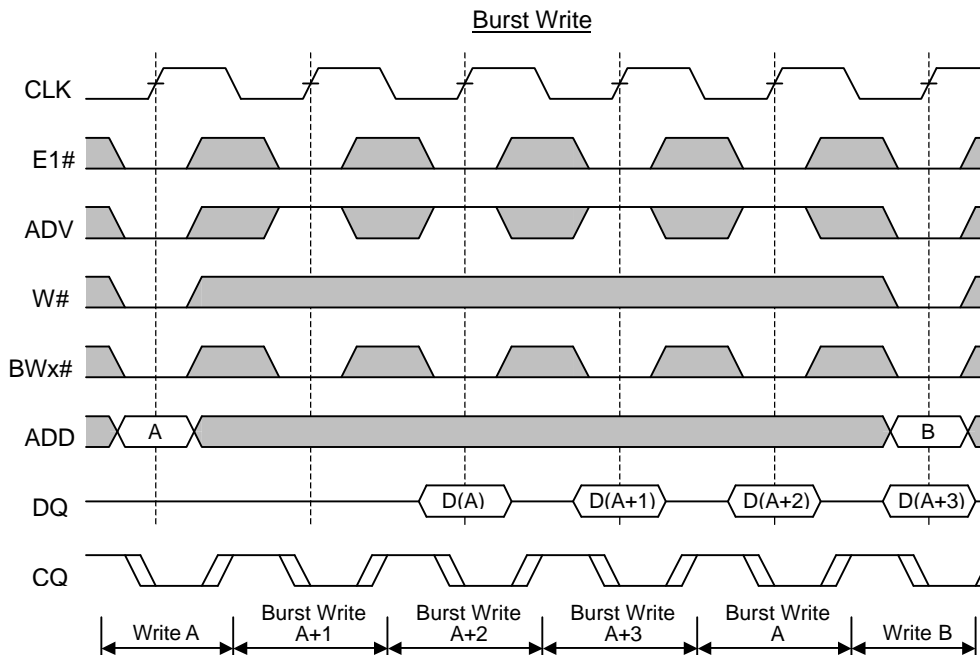 Burst Write
CLK
E1#
ADV
W#
BWx#
ADD
A
B
DQ
D(A)
D(A+1)
D(A+2)
D(A+3)
CQ
Write A
Burst Write
A+1
Burst Write
A+2
Burst Write
A+3
Burst Write
A
Write B